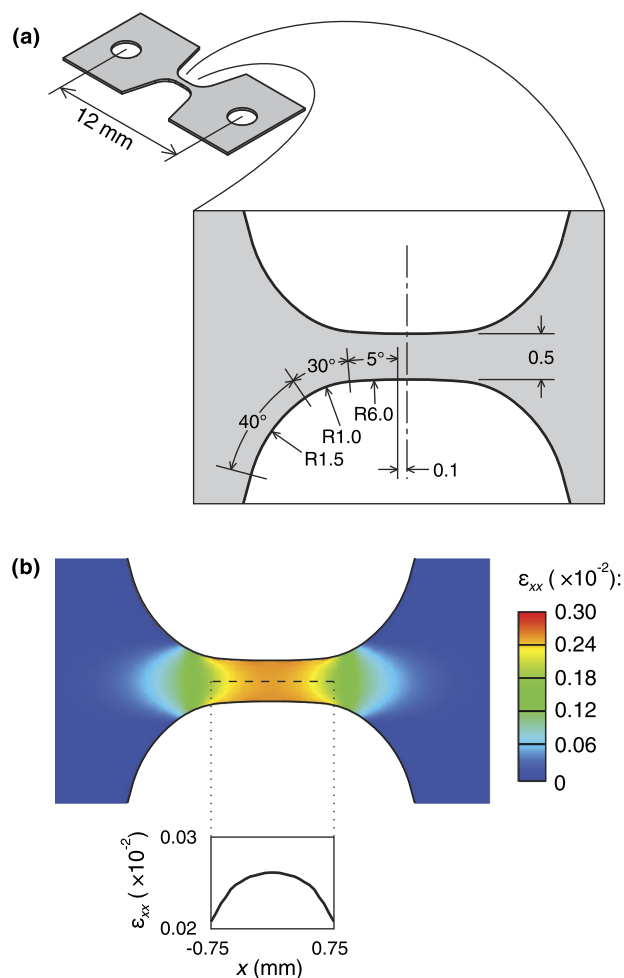 (a)
12 mm
30°
5°
0.5
40°
R6.0
R1.0
R1.5
0.1
(b)
εxx ( ×10-2):
0.30
0.24
0.18
0.12
0.06
0
0.03
εxx ( ×10-2)
0.02
-0.75
0.75
x (mm)